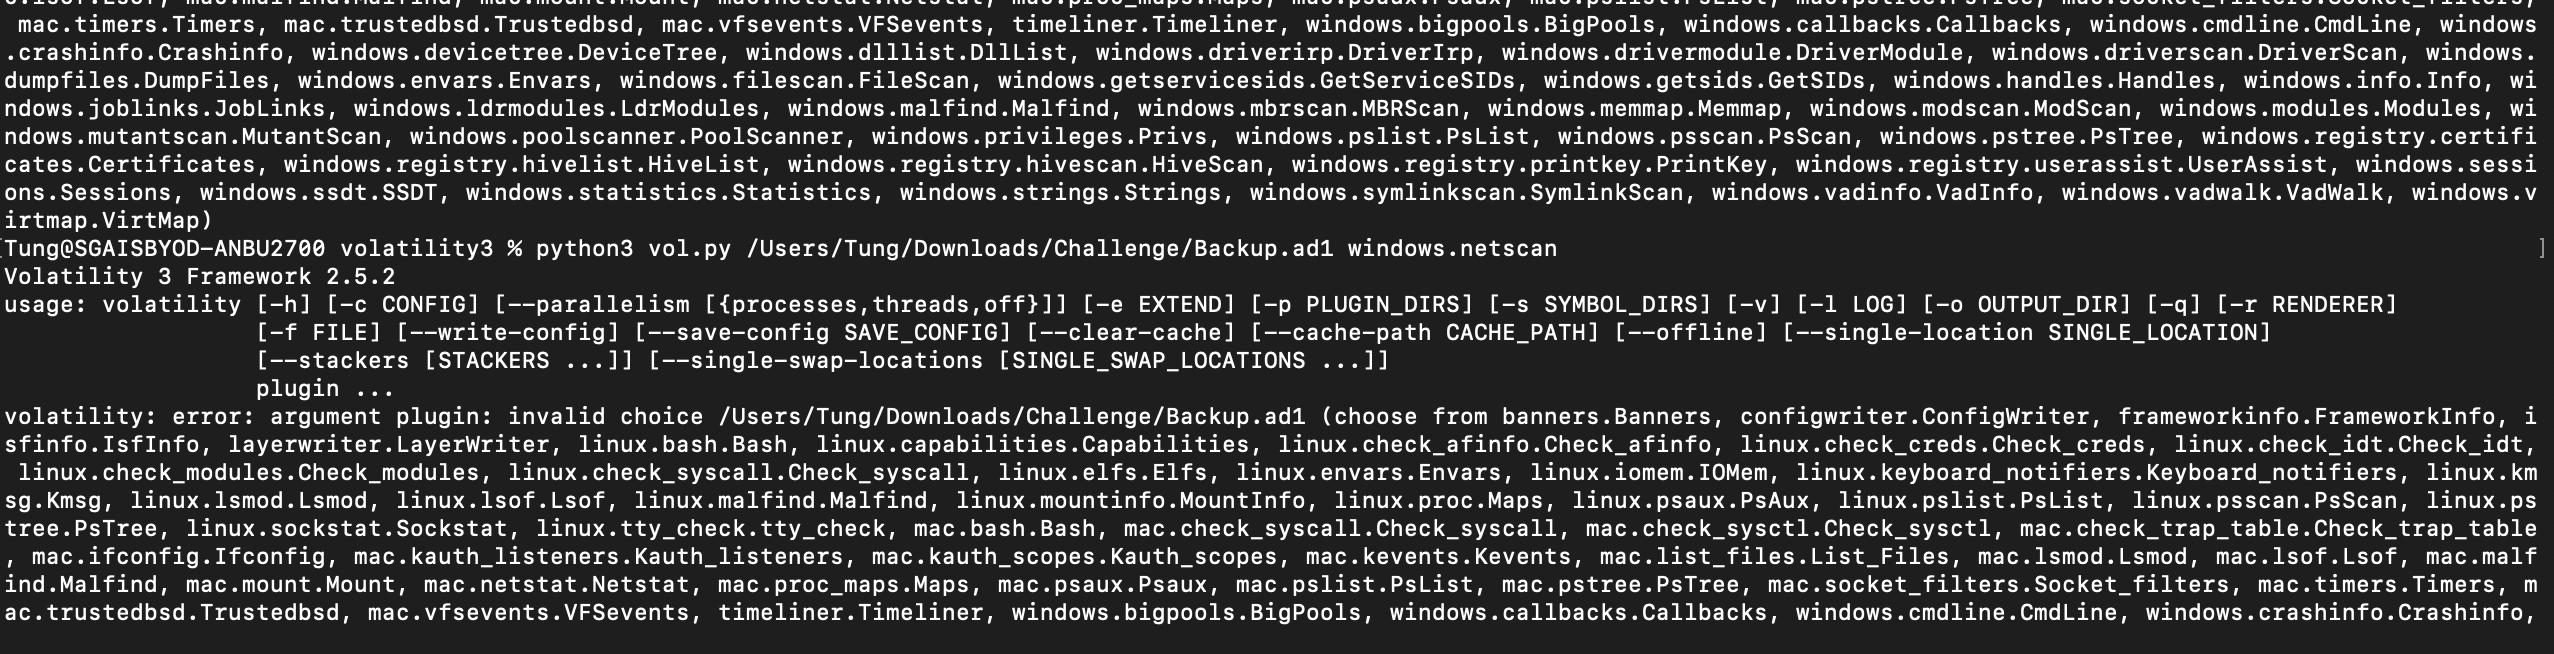 mac.timers.Timers, mac.trustedbsd.Trustedbsd, mac.vfsevents.VFSevents, timeliner.Timeliner, windows.bigpools.BigPools, windows.callbacks.Callbacks, windows.cmdline.CmdLine, windows
.crashinfo.Crashinfo, windows.devicetree.DeviceTree, windows.dlllist.DllList, windows.driverirp.DriverIrp, windows.drivermodule.DriverModule, windows.driverscan.DriverScan, windows.
dumpfiles.DumpFiles, windows.envars.Envars, windows.filescan.FileScan, windows.getservicesids.GetServiceSIDs, windows.getsids.GetSIDs, windows.handles.Handles, windows.info.Info, wi
ndows.joblinks.JobLinks, windows.ldrmodules.LdrModules, windows.malfind.Malfind, windows.mbrscan.MBRScan, windows.memmap.Memmap, windows.modscan.ModScan, windows.modules.Modules, wi
ndows.mutantscan.MutantScan, windows.poolscanner.PoolScanner, windows.privileges.Privs, windows.pslist.PsList, windows.psscan.PsScan, windows.pstree.PsTree, windows.registry.certifi
cates.Certificates, windows.registry.hivelist.HiveList, windows.registry.hivescan.HiveScan, windows.registry.printkey.PrintKey, windows.registry.userassist.UserAssist, windows.sessi
ons.Sessions, windows.ssdt.SSDT, windows.statistics.Statistics, windows.strings.Strings, windows.symlinkscan.SymlinkScan, windows.vadinfo.VadInfo, windows.vadwalk.VadWalk, windows.v
irtmap.VirtMap)
[Tung@SGAISBYOD-ANBU2700 volatility3 % python3 vol.py /Users/Tung/Downloads/Challenge/Backup.ad1 windows.netscan ]
Volatility 3 Framework 2.5.2
usage: volatility [-h] [-c CONFIG] [--parallelism [{processes,threads,off}]] [-e EXTEND] [-p PLUGIN_DIRS] [-s SYMBOL_DIRS] [-v] [-l LOG] [-o OUTPUT_DIR] [-q] [-r RENDERER]
[-f FILE] [--write-config] [--save-config SAVE_CONFIG] [--clear-cache] [--cache-path CACHE_PATH] [--offline] [--single-location SINGLE_LOCATION]
[--stackers [STACKERS ...]] [--single-swap-locations [SINGLE_SWAP_LOCATIONS ...]]
plugin ...
volatility: error: argument plugin: invalid choice /Users/Tung/Downloads/Challenge/Backup.ad1 (choose from banners.Banners, configwriter.ConfigWriter, frameworkinfo.FrameworkInfo, i
sfinfo.IsfInfo, layerwriter.LayerWriter, linux.bash.Bash, linux.capabilities.Capabilities, linux.check_afinfo.Check_afinfo, linux.check_creds.Check_creds, linux.check_idt.Check_idt,
linux.check_modules.Check_modules, linux.check_syscall.Check_syscall, linux.elfs.Elfs, linux.envars.Envars, linux.iomem.IOMem, linux.keyboard_notifiers.Keyboard_notifiers, linux.km
sg.Kmsg, linux.lsmod.Lsmod, linux.lsof.Lsof, linux.malfind.Malfind, linux.mountinfo.MountInfo, linux.proc.Maps, linux.psaux.PsAux, linux.pslist.PsList, linux.psscan.PsScan, linux.ps
tree.PsTree, linux.sockstat.Sockstat, linux.tty_check.tty_check, mac.bash.Bash, mac.check_syscall.Check_syscall, mac.check_sysctl.Check_sysctl, mac.check_trap_table.Check_trap_table
, mac.ifconfig.Ifconfig, mac.kauth_listeners.Kauth_listeners, mac.kauth_scopes.Kauth_scopes, mac.kevents.Kevents, mac.list_files.List_Files, mac.lsmod.Lsmod, mac.lsof.Lsof, mac.malf
ind.Malfind, mac.mount.Mount, mac.netstat.Netstat, mac.proc_maps.Maps, mac.psaux.Psaux, mac.pslist.PsList, mac.pstree.PsTree, mac.socket_filters.Socket_filters, mac.timers.Timers, m
ac.trustedbsd.Trustedbsd, mac.vfsevents.VFSevents, timeliner.Timeliner, windows.bigpools.BigPools, windows.callbacks.Callbacks, windows.cmdline.CmdLine, windows.crashinfo.Crashinfo,